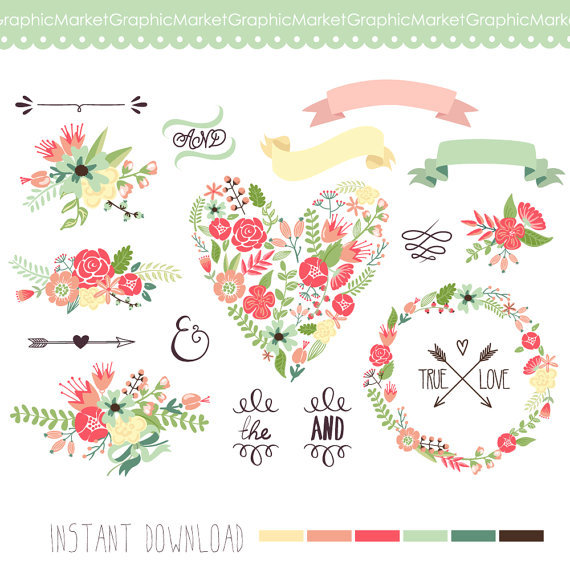 GraphicMarketGraphicMarketGraphicMarketGraphicMarketGraphicMarket
AND
&
TRUE LOVE
the AND
INSTANT DOWNLOAD